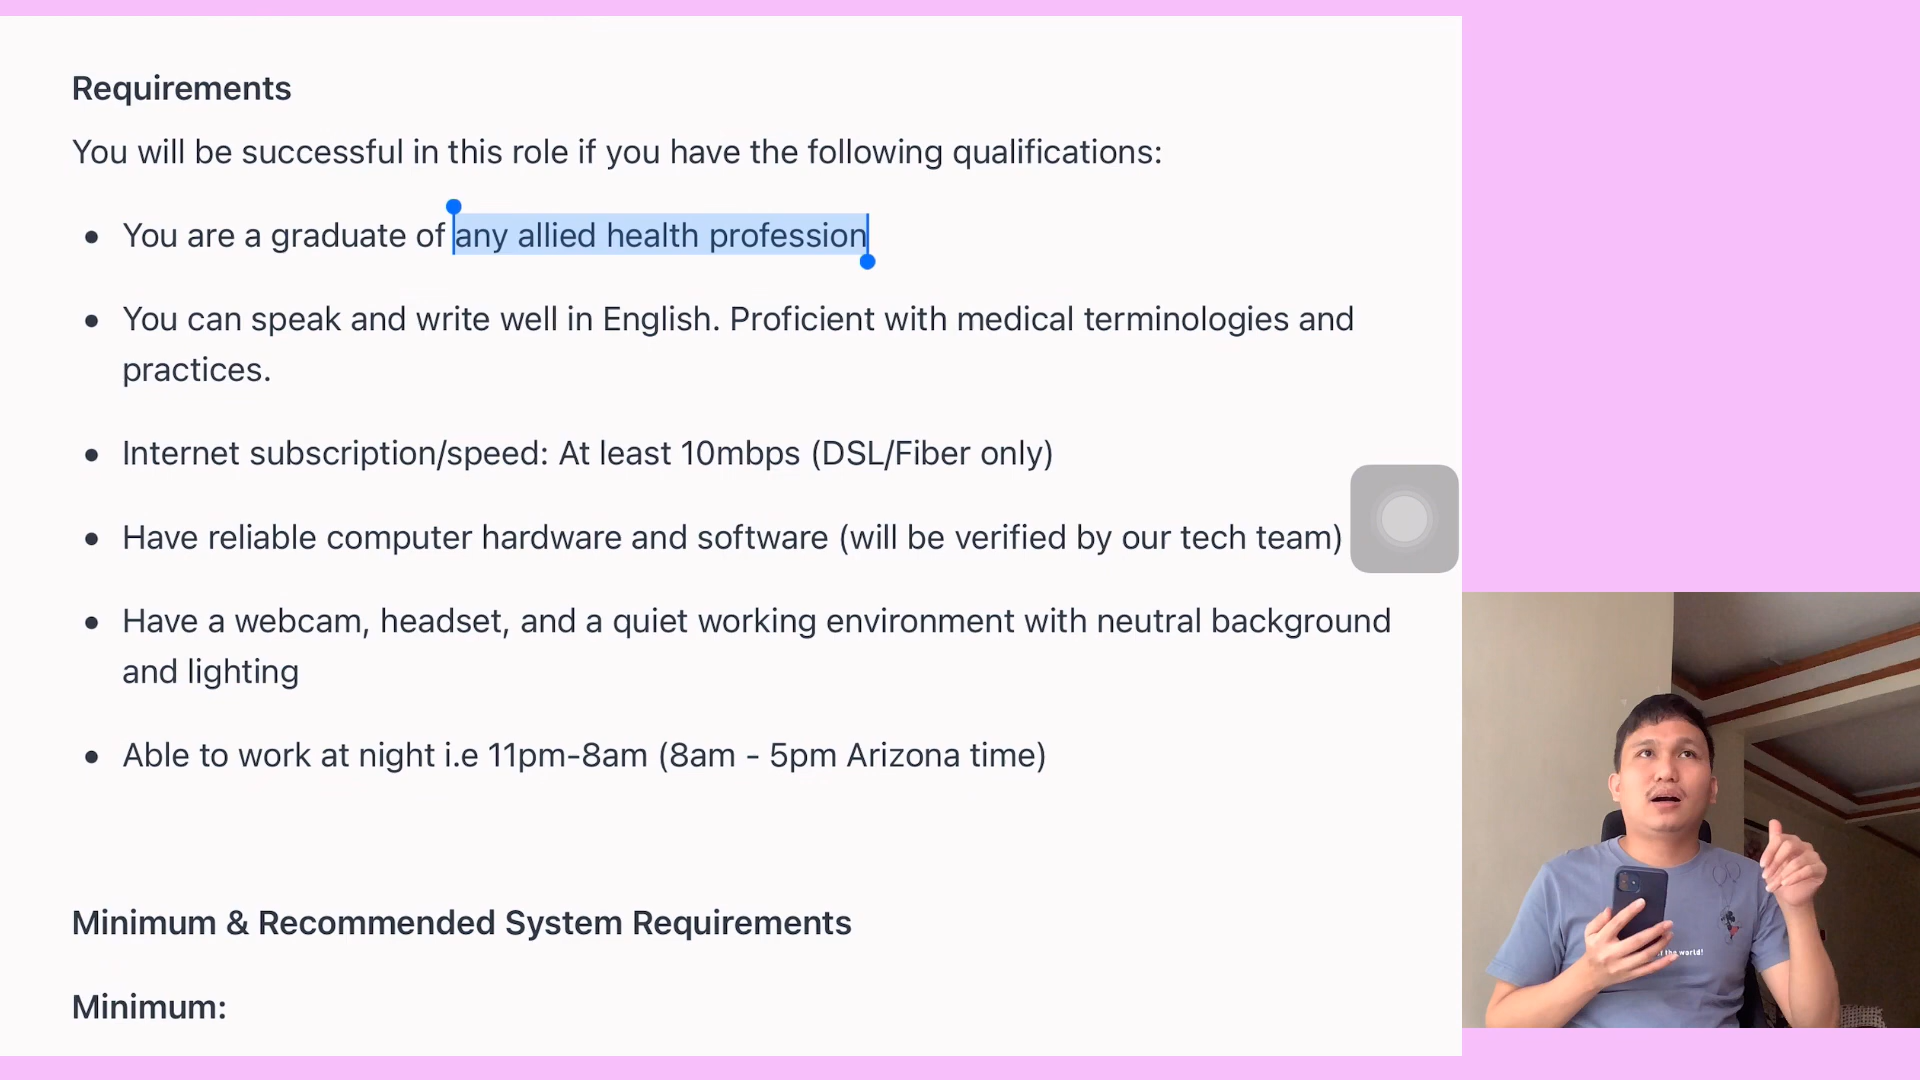 Requirements
You will be successful in this role if you have the following qualifications:
• You are a graduate of any allied health profession
• You can speak and write well in English. Proficient with medical terminologies and
practices.
• Internet subscription/speed: At least 10mbps (DSL/Fiber only)
• Have reliable computer hardware and software (will be verified by our tech team)
• Have a webcam, headset, and a quiet working environment with neutral background
and lighting
• Able to work at night i.e 11pm-8am (8am - 5pm Arizona time)
Minimum & Recommended System Requirements
Minimum:
the world!